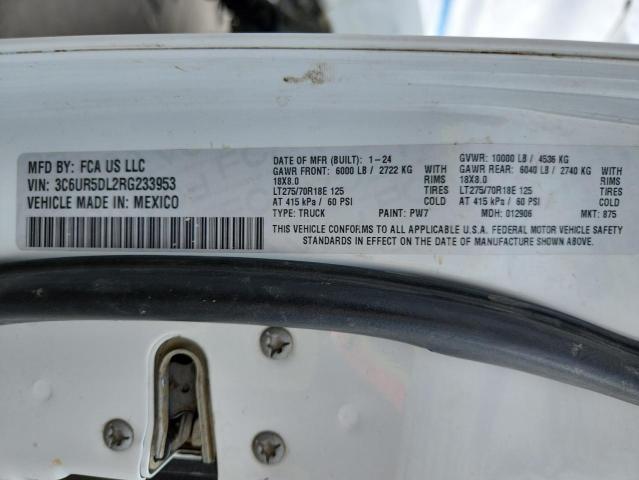 MFD BY: FCA US LLC
VIN: 3C6UR5DL2RG233953
VEHICLE MADE IN: MEXICO
DATE OF MFR (BUILT): 1-24 GVWR: 10000 LB / 4536 KG
GAWR FRONT: 6000 LB / 2722 KG WITH GAWR REAR: 6040 LB / 2740 KG WITH
18X8.0 RIMS 18X8.0 RIMS
LT275/70R18E 125 TIRES LT275/70R18E 125 TIRES
AT 415 kPa / 60 PSI AT 415 kPa / 60 PSI
TYPE: TRUCK PAINT: PW7 MDH: 012906 MKT: 875
THIS VEHICLE CONFORMS TO ALL APPLICABLE U.S.A. FEDERAL MOTOR VEHICLE SAFETY
STANDARDS IN EFFECT ON THE DATE OF MANUFACTURE SHOWN ABOVE.